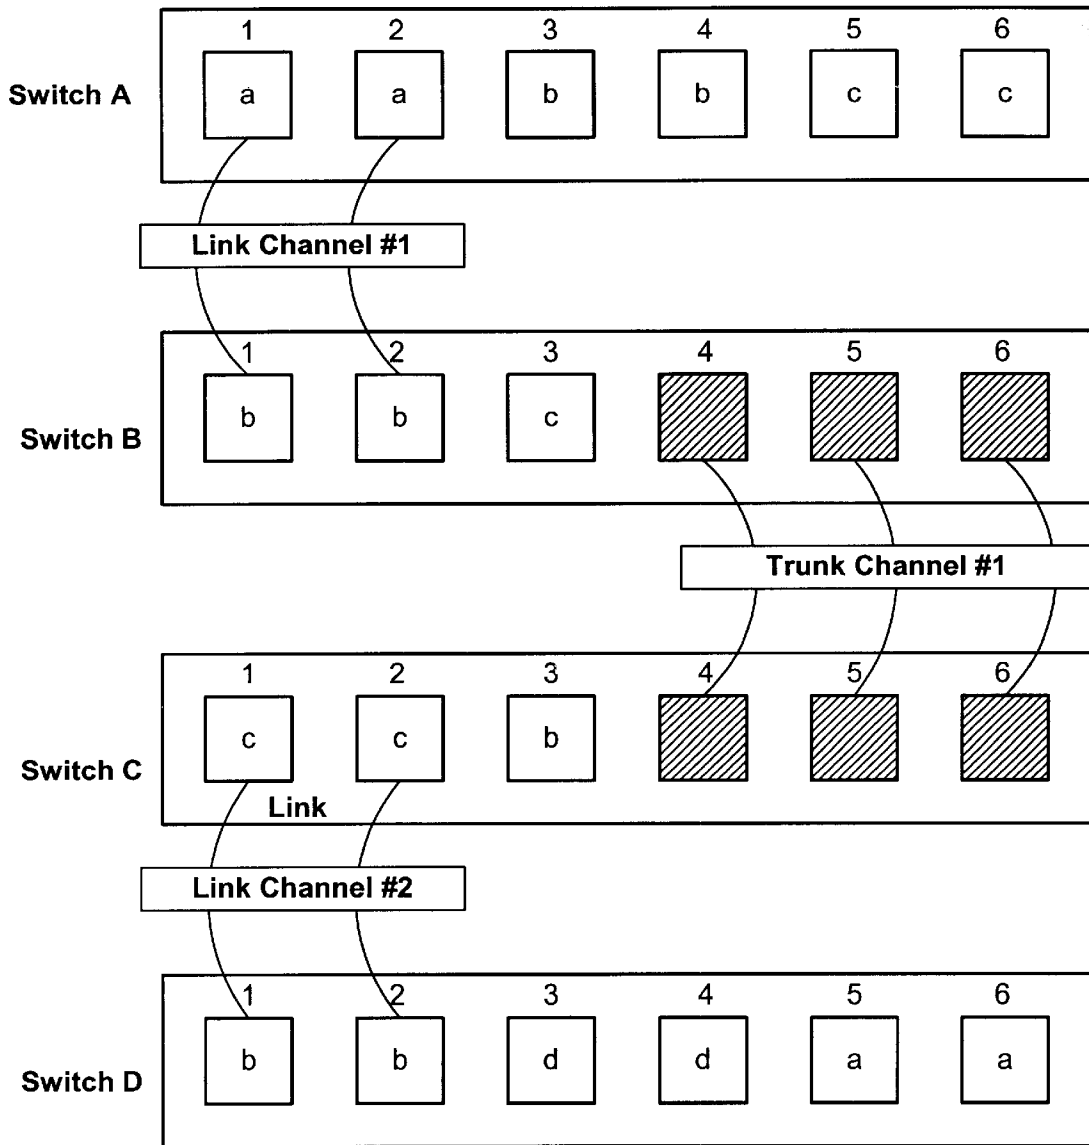 1 2 3 4 5 6
Switch A
a a b b c c
Link Channel #1
1 2 3 4 5 6
Switch B
b b c
Trunk Channel #1
1 2 3 4 5 6
Switch C
c c b
Link
Link Channel #2
1 2 3 4 5 6
Switch D
b b d d a a